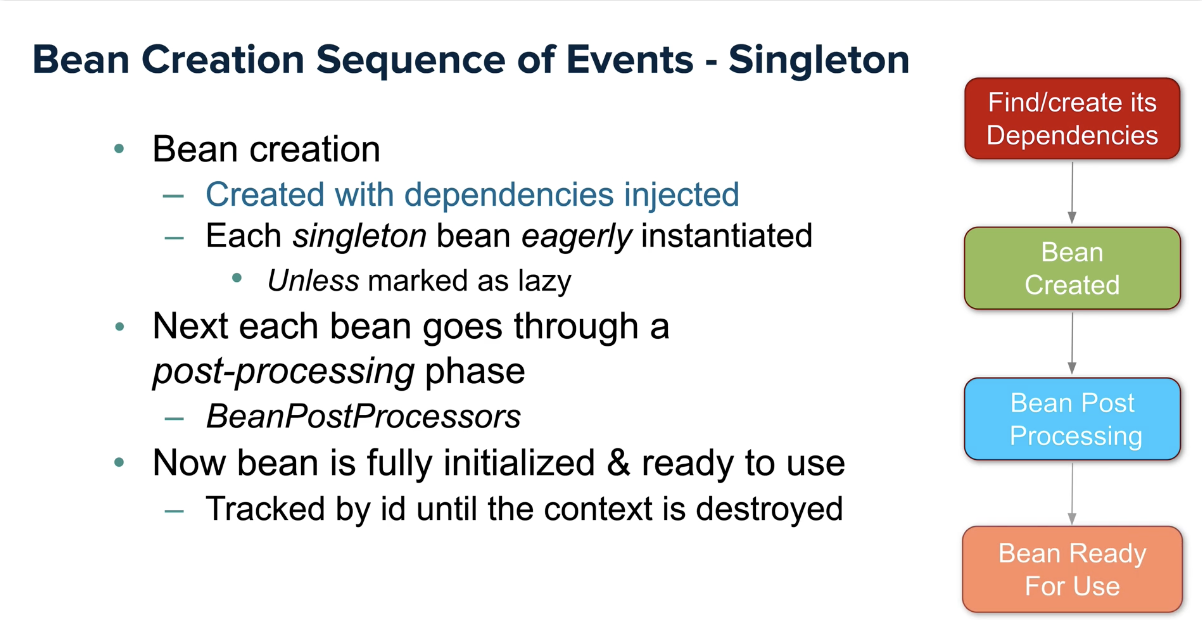 Bean Creation Sequence of Events - Singleton
• Bean creation
– Created with dependencies injected
– Each singleton bean eagerly instantiated
• Unless marked as lazy
• Next each bean goes through a
post-processing phase
– BeanPostProcessors
• Now bean is fully initialized & ready to use
– Tracked by id until the context is destroyed
Find/create its
Dependencies
Bean
Created
Bean Post
Processing
Bean Ready
For Use